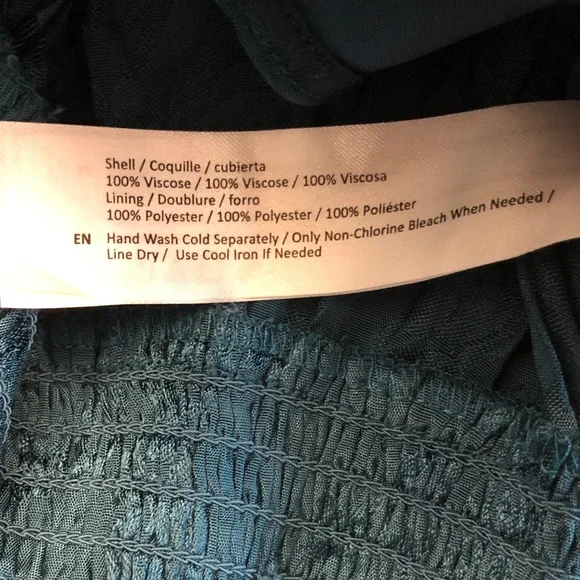 Shell / Coquille / cubierta
100% Viscose / 100% Viscose / 100% Viscosa
Lining / Doublure / forro
100% Polyester / 100% Polyester / 100% Poliéster
EN Hand Wash Cold Separately / Only Non-Chlorine Bleach When Needed /
Line Dry / Use Cool Iron If Needed